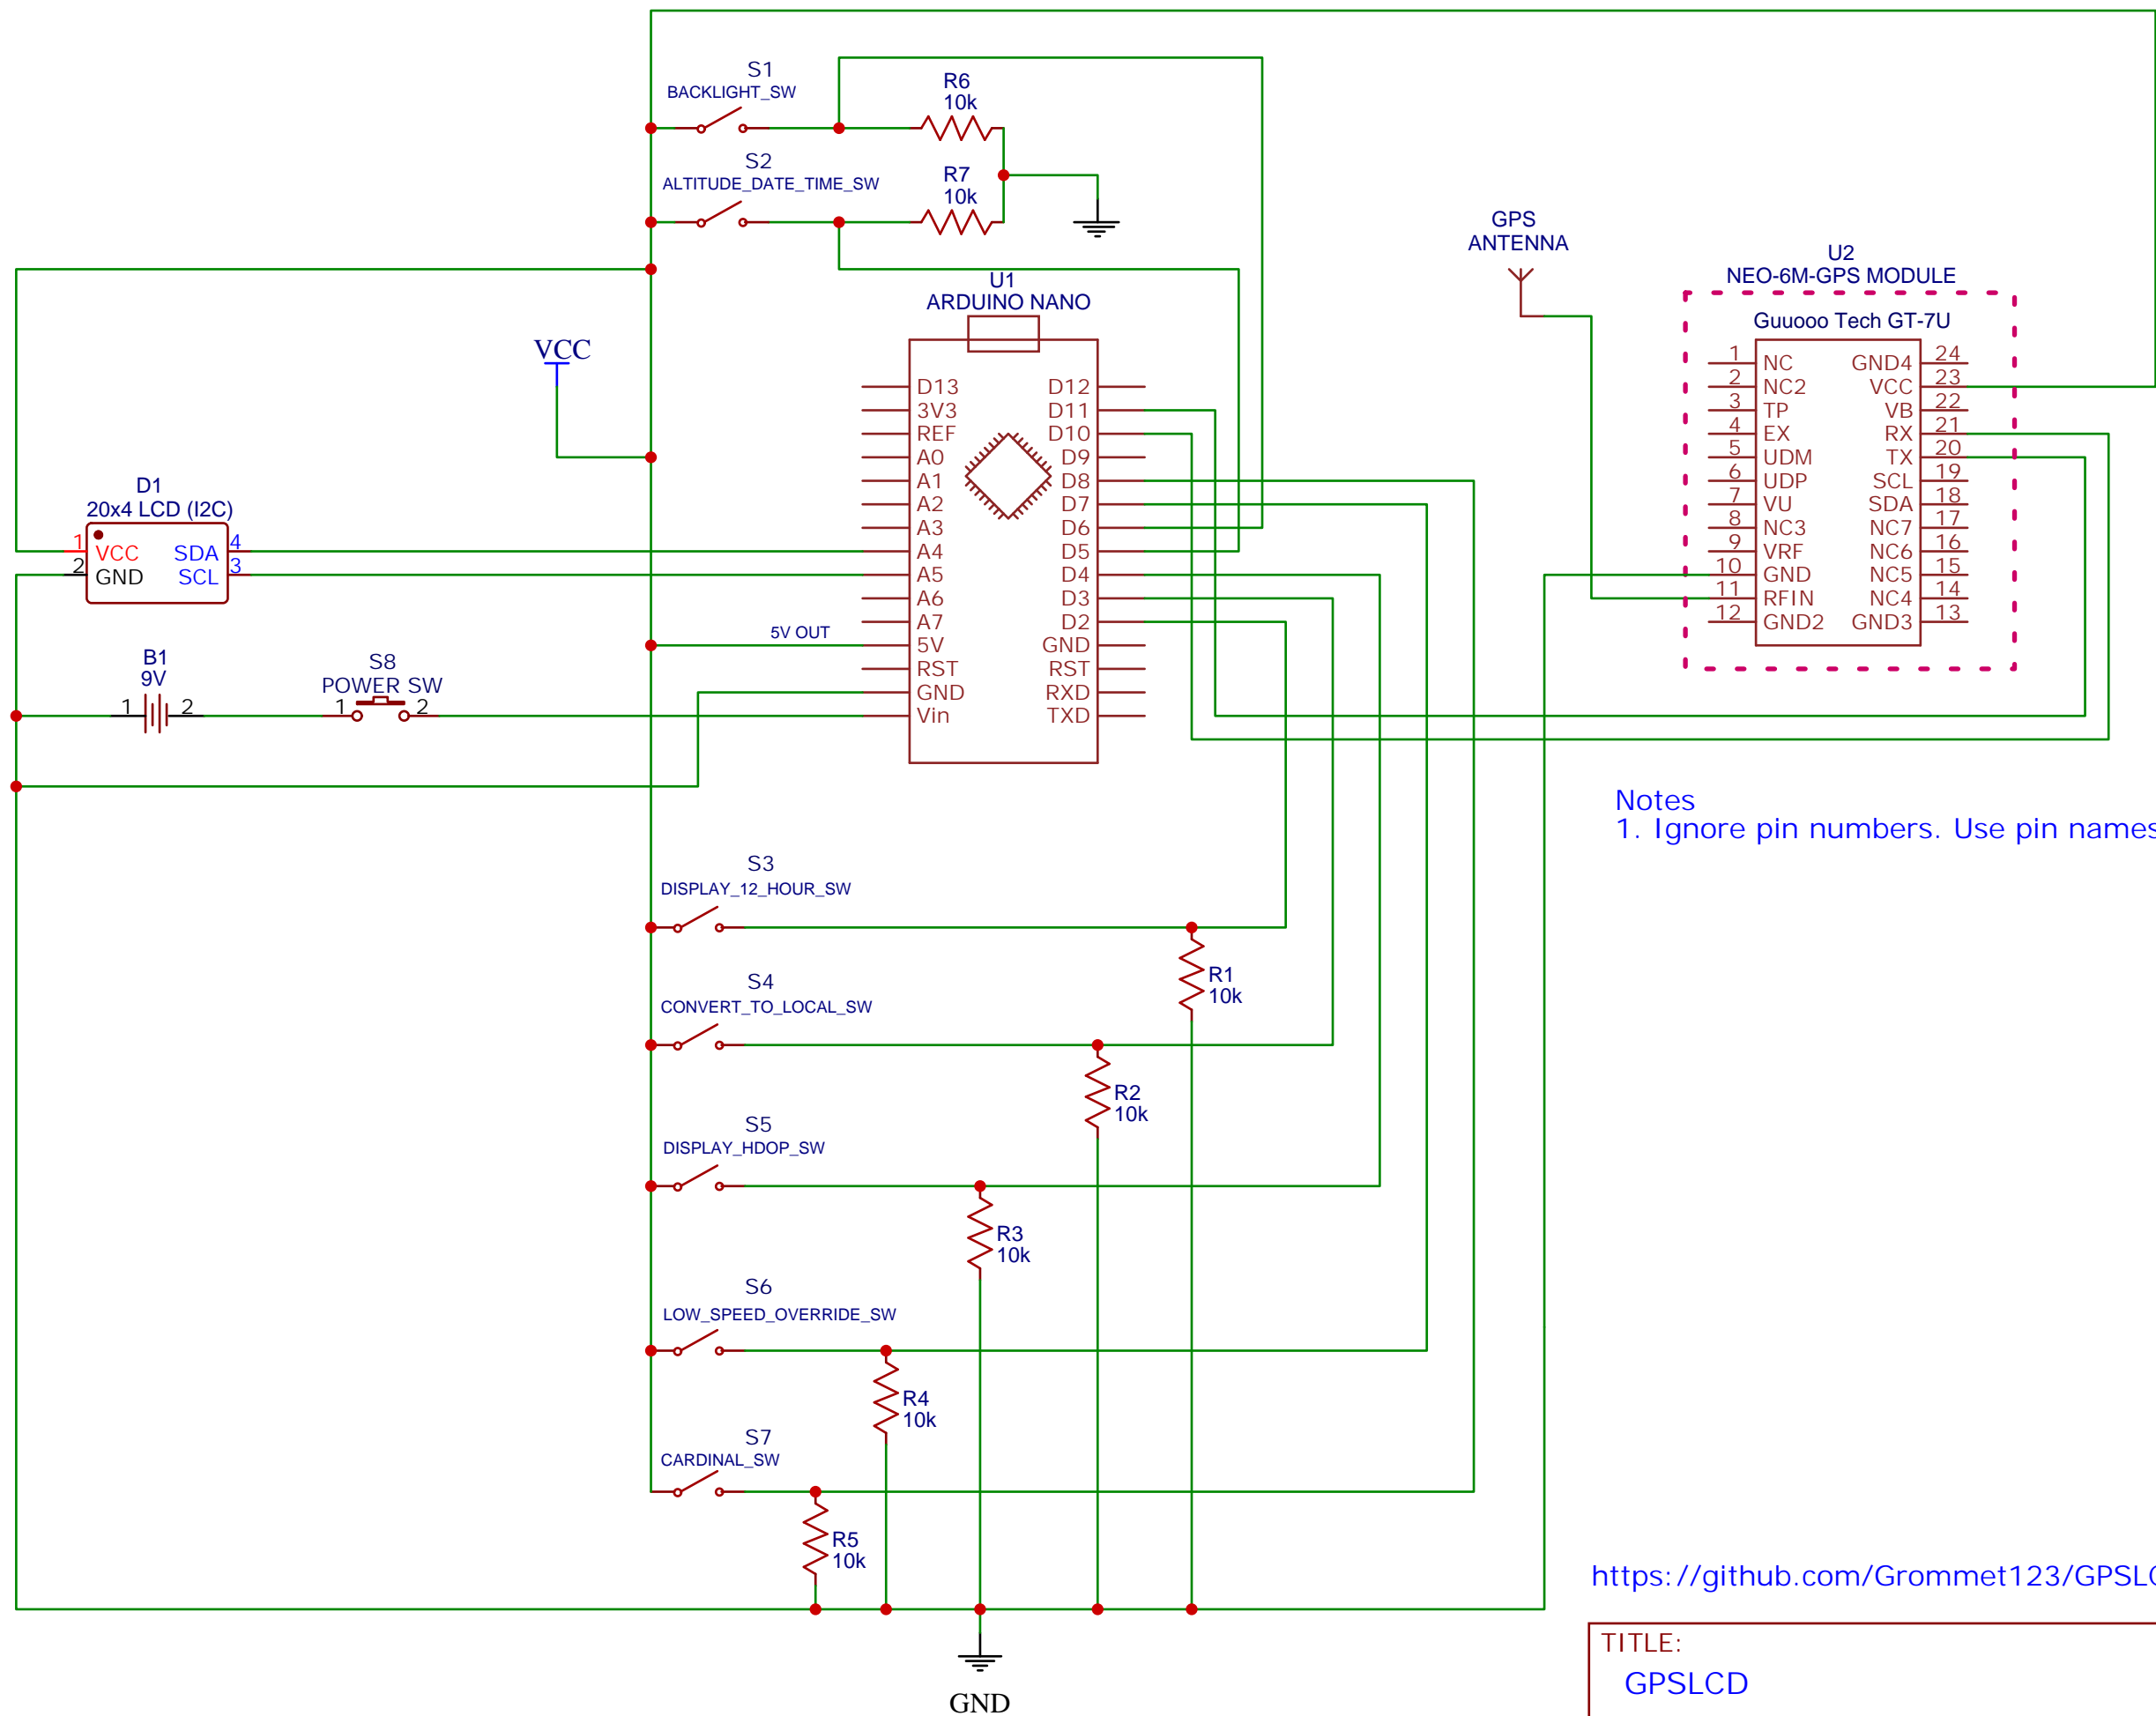 S1
BACKLIGHT_SW
R6
10k
S2
ALTITUDE_DATE_TIME_SW
R7
10k
GPS
ANTENNA
U1
ARDUINO NANO
U2
NEO-6M-GPS MODULE
Guuooo Tech GT-7U
VCC
D13
3V3
REF
A0
A1
A2
A3
A4
A5
A6
A7
5V
RST
GND
Vin
D12
D11
D10
D9
D8
D7
D6
D5
D4
D3
D2
GND
RST
RXD
TXD
5V OUT
1 NC
2 NC2
3 TP
4 EX
5 UDM
6 UDP
7 VU
8 NC3
9 VRF
10 GND
11 RFIN
12 GND2
GND4 24
VCC 23
VB 22
RX 21
TX 20
SCL 19
SDA 18
NC7 17
NC6 16
NC5 15
NC4 14
GND3 13
D1
20x4 LCD (I2C)
1 VCC SDA 4
2 GND SCL 3
B1
9V
1 2
S8
POWER SW
1 2
Notes
1. Ignore pin numbers. Use pin names
S3
DISPLAY_12_HOUR_SW
R1
10k
S4
CONVERT_TO_LOCAL_SW
R2
10k
S5
DISPLAY_HDOP_SW
R3
10k
S6
LOW_SPEED_OVERRIDE_SW
R4
10k
S7
CARDINAL_SW
R5
10k
https://github.com/Grommet123/GPSLC
TITLE:
GPSLCD
GND